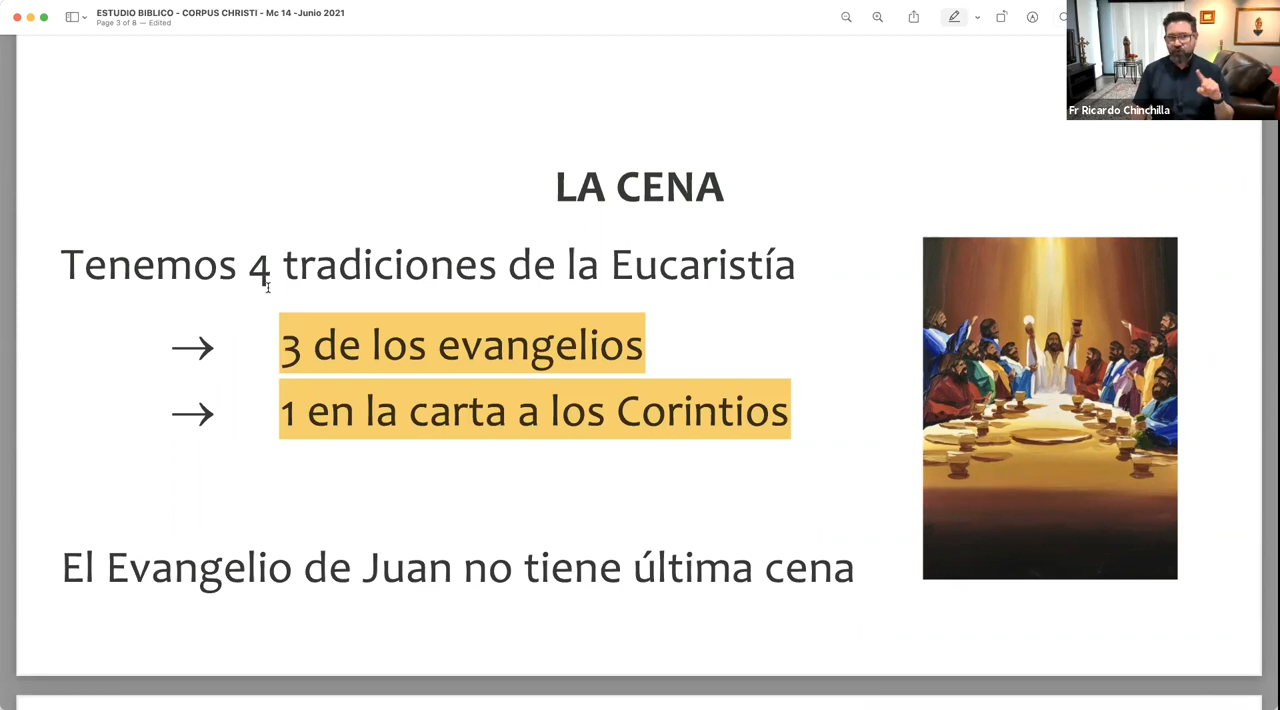 ESTUDIO BIBLICO - CORPUS CHRISTI - Mc 14 -Junio 2021
Page 3 of 8 — Edited
Fr Ricardo Chinchilla
LA CENA
Tenemos 4 tradiciones de la Eucaristía
→ 3 de los evangelios
→ 1 en la carta a los Corintios
El Evangelio de Juan no tiene última cena